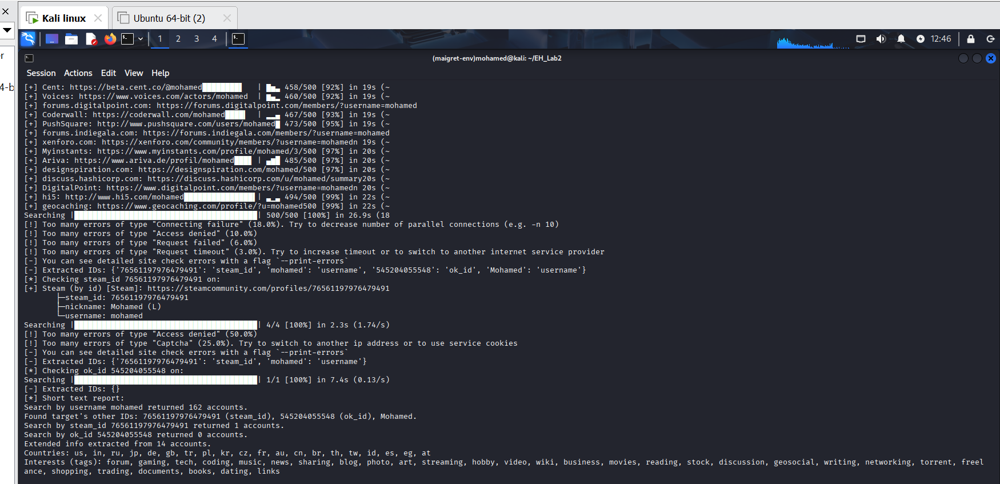 Kali linux
Ubuntu 64-bit (2)
er
4-b
1 2 3 4
12:46
(maigret-env)mohamed@kali: ~/EH_Lab2
Session Actions Edit View Help
[+] Cent: https://beta.cent.co/@mohamed | 458/500 [92%] in 19s (~
[+] Voices: https://www.voices.com/actors/mohamed | 460/500 [92%] in 19s (~
[+] forums.digitalpoint.com: https://forums.digitalpoint.com/members/?username=mohamed
[+] Coderwall: https://coderwall.com/mohamed | 467/500 [93%] in 19s (~
[+] PushSquare: http://www.pushsquare.com/users/mohamed 473/500 [95%] in 19s (~
[+] forums.indiegala.com: https://forums.indiegala.com/members/?username=mohamed
[+] xenforo.com: https://xenforo.com/community/members/?username=mohamedn 19s (~
[+] Myinstants: https://www.myinstants.com/profile/mohamed/3/500 [97%] in 20s (~
[+] Ariva: https://www.ariva.de/profil/mohamed | 485/500 [97%] in 20s (~
[+] designspiration.com: https://designspiration.com/mohamed/500 [97%] in 20s (~
[+] discuss.hashicorp.com: https://discuss.hashicorp.com/u/mohamed/summary20s (~
[+] DigitalPoint: https://www.digitalpoint.com/members/?username=mohamedn 20s (~
[+] hi5: http://www.hi5.com/mohamed | 494/500 [99%] in 22s (~
[+] geocaching: https://www.geocaching.com/profile/?u=mohamed500 [99%] in 22s (~
Searching | | 500/500 [100%] in 26.9s (18
[!] Too many errors of type "Connecting failure" (18.0%). Try to decrease number of parallel connections (e.g. -n 10)
[!] Too many errors of type "Access denied" (10.0%)
[!] Too many errors of type "Request failed" (6.0%)
[!] Too many errors of type "Request timeout" (3.0%). Try to increase timeout or to switch to another internet service provider
[-] You can see detailed site check errors with a flag `--print-errors`
[-] Extracted IDs: {'76561197976479491': 'steam_id', 'mohamed': 'username', '545204055548': 'ok_id', 'Mohamed': 'username'}
[*] Checking steam_id 76561197976479491 on:
[+] Steam (by id) [Steam]: https://steamcommunity.com/profiles/76561197976479491
├─steam_id: 76561197976479491
├─nickname: Mohamed (L)
└─username: mohamed
Searching | | 4/4 [100%] in 2.3s (1.74/s)
[!] Too many errors of type "Access denied" (50.0%)
[!] Too many errors of type "Captcha" (25.0%). Try to switch to another ip address or to use service cookies
[-] You can see detailed site check errors with a flag `--print-errors`
[-] Extracted IDs: {'76561197976479491': 'steam_id', 'mohamed': 'username'}
[*] Checking ok_id 545204055548 on:
Searching | | 1/1 [100%] in 7.4s (0.13/s)
[-] Extracted IDs: {}
[*] Short text report:
Search by username mohamed returned 162 accounts.
Found target's other IDs: 76561197976479491 (steam_id), 545204055548 (ok_id), Mohamed.
Search by steam_id 76561197976479491 returned 1 accounts.
Search by ok_id 545204055548 returned 0 accounts.
Extended info extracted from 14 accounts.
Countries: us, in, ru, jp, de, gb, tr, pl, kr, cz, fr, au, cn, br, th, tw, id, es, eg, at
Interests (tags): forum, gaming, tech, coding, music, news, sharing, blog, photo, art, streaming, hobby, video, wiki, business, movies, reading, stock, discussion, geosocial, writing, networking, torrent, freel
ance, shopping, trading, documents, books, dating, links